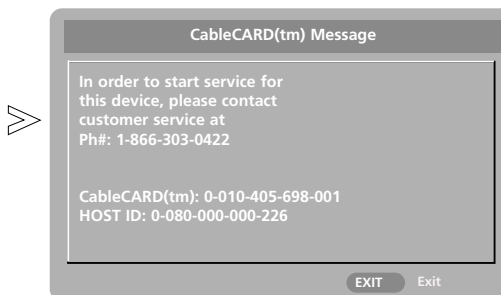 CableCARD(tm) Message
In order to start service for
this device, please contact
customer service at
Ph#: 1-866-303-0422
CableCARD(tm): 0-010-405-698-001
HOST ID: 0-080-000-000-226
EXIT Exit